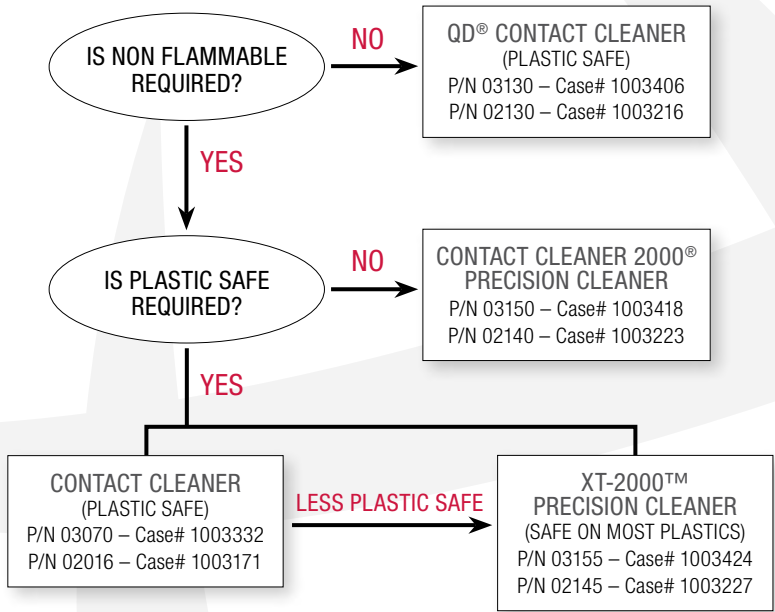 IS NON FLAMMABLE
REQUIRED?
NO
QD® CONTACT CLEANER
(PLASTIC SAFE)
P/N 03130 – Case# 1003406
P/N 02130 – Case# 1003216
YES
IS PLASTIC SAFE
REQUIRED?
NO
CONTACT CLEANER 2000®
PRECISION CLEANER
P/N 03150 – Case# 1003418
P/N 02140 – Case# 1003223
YES
CONTACT CLEANER
(PLASTIC SAFE)
P/N 03070 – Case# 1003332
P/N 02016 – Case# 1003171
LESS PLASTIC SAFE
XT-2000™
PRECISION CLEANER
(SAFE ON MOST PLASTICS)
P/N 03155 – Case# 1003424
P/N 02145 – Case# 1003227